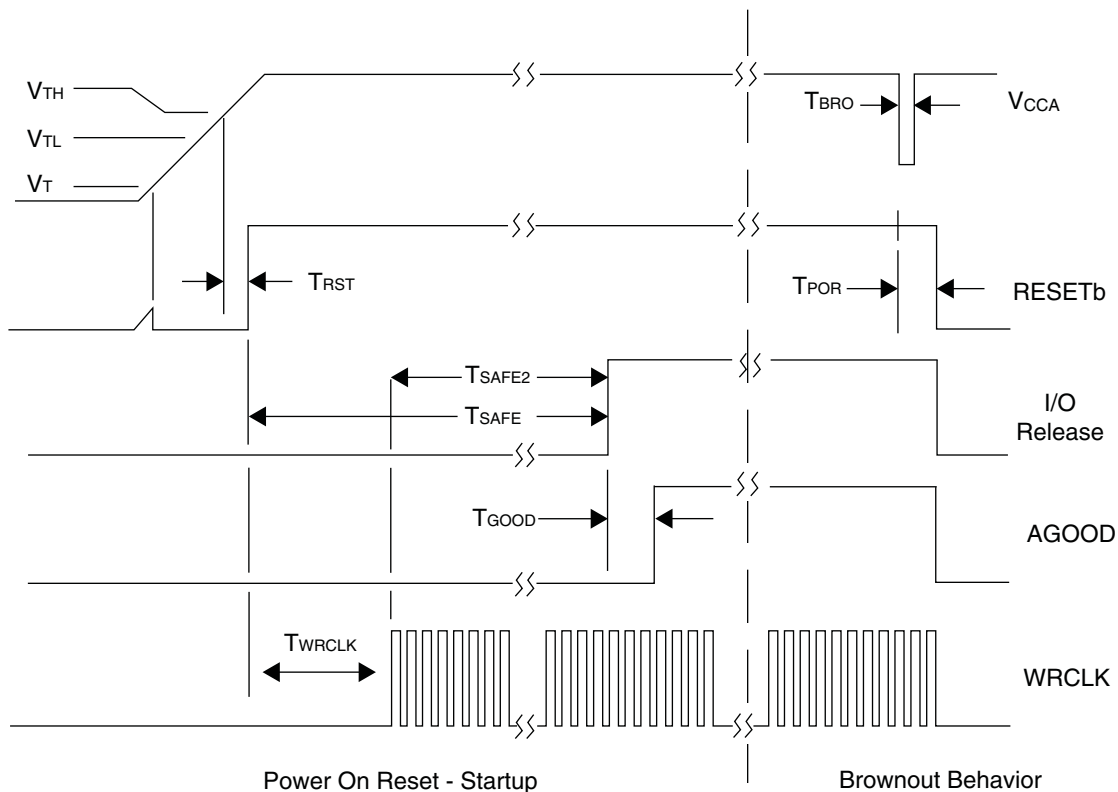 VTH
TBRO
VCCA
VTL
VT
TRST
TPOR
RESETb
TSAFE2
TSAFE
I/O
Release
TGOOD
AGOOD
TWRCLK
WRCLK
Power On Reset - Startup
Brownout Behavior